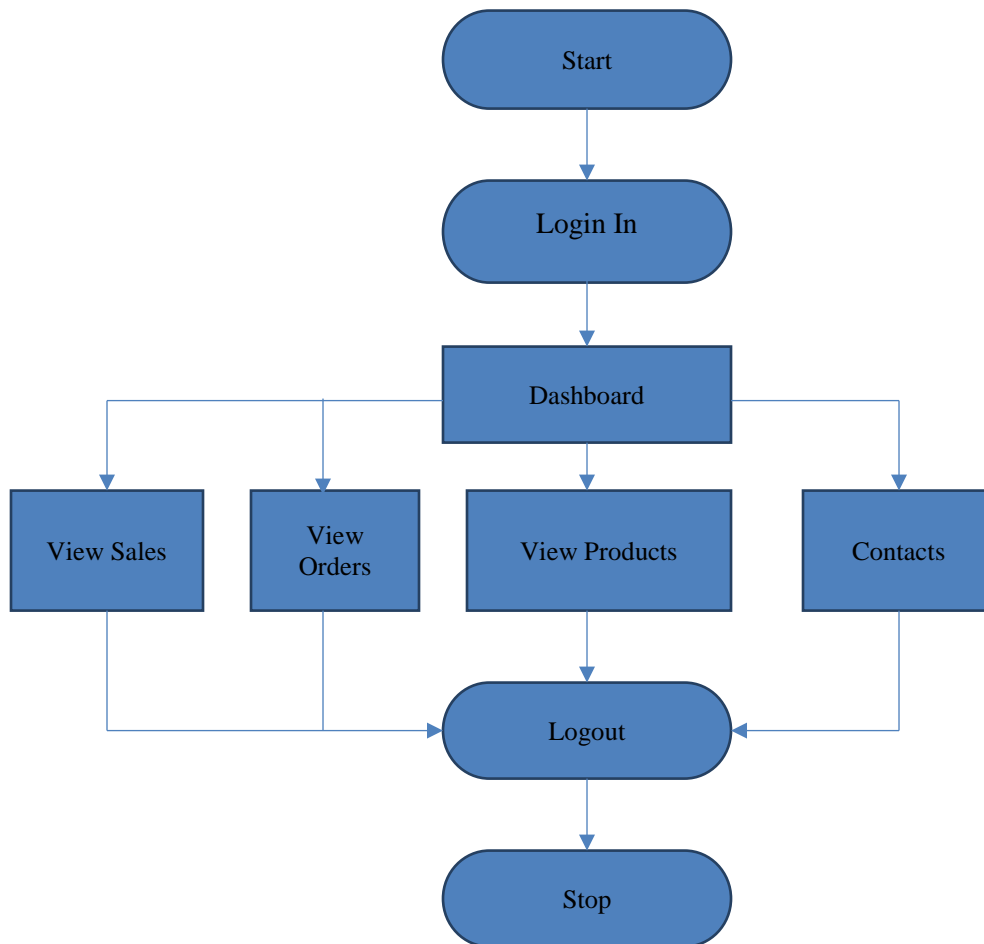 Start
Login In
Dashboard
View Sales
View
Orders
View Products
Contacts
Logout
Stop